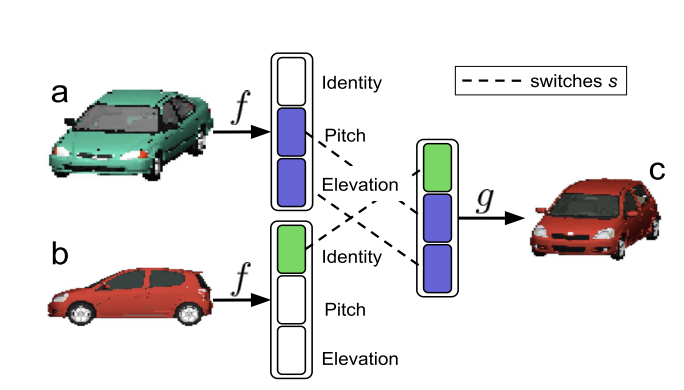 a
f
Identity
Pitch
Elevation
switches s
c
g
b
f
Identity
Pitch
Elevation